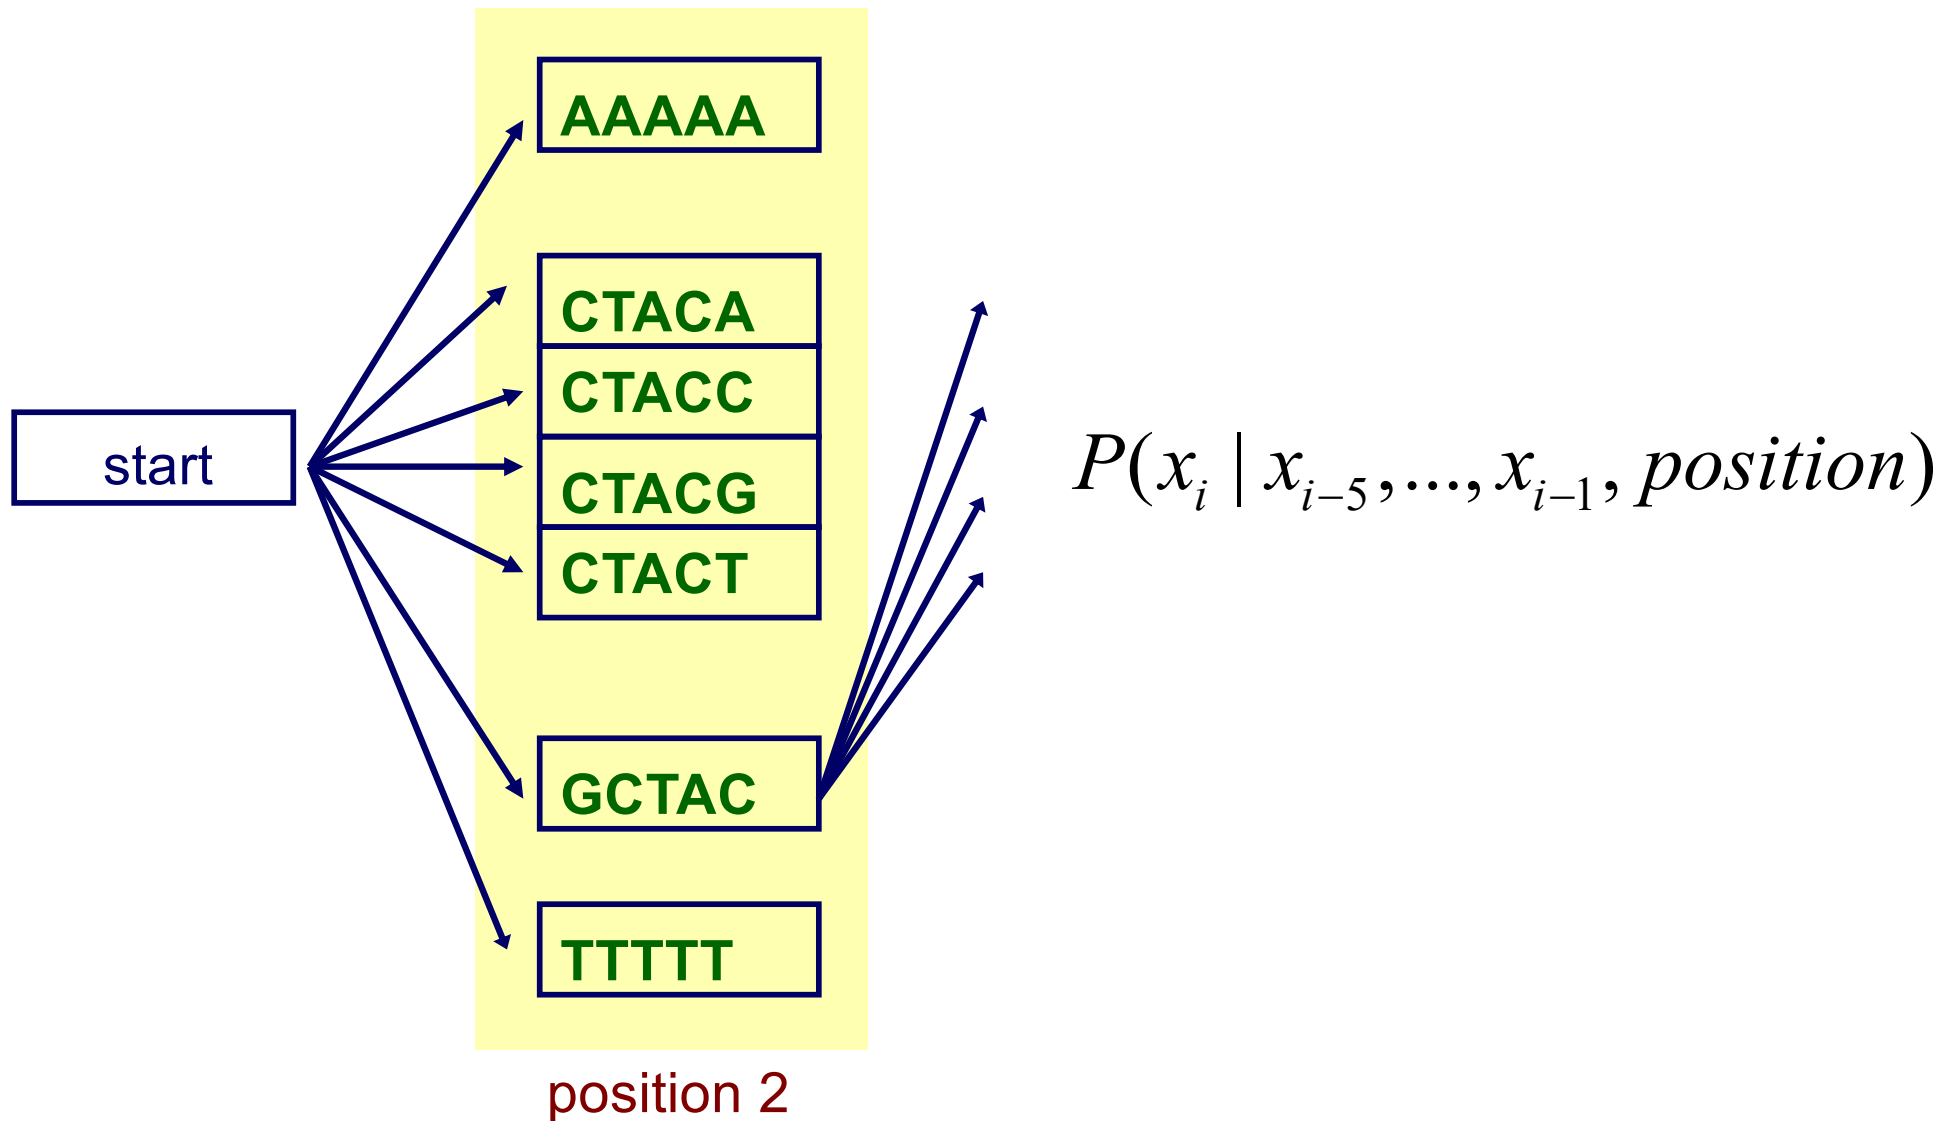 AAAAA
CTACA
CTACC
start
CTACG
P(x_i | x_{i-5},...,x_{i-1}, position)
CTACT
GCTAC
TTTTT
position 2